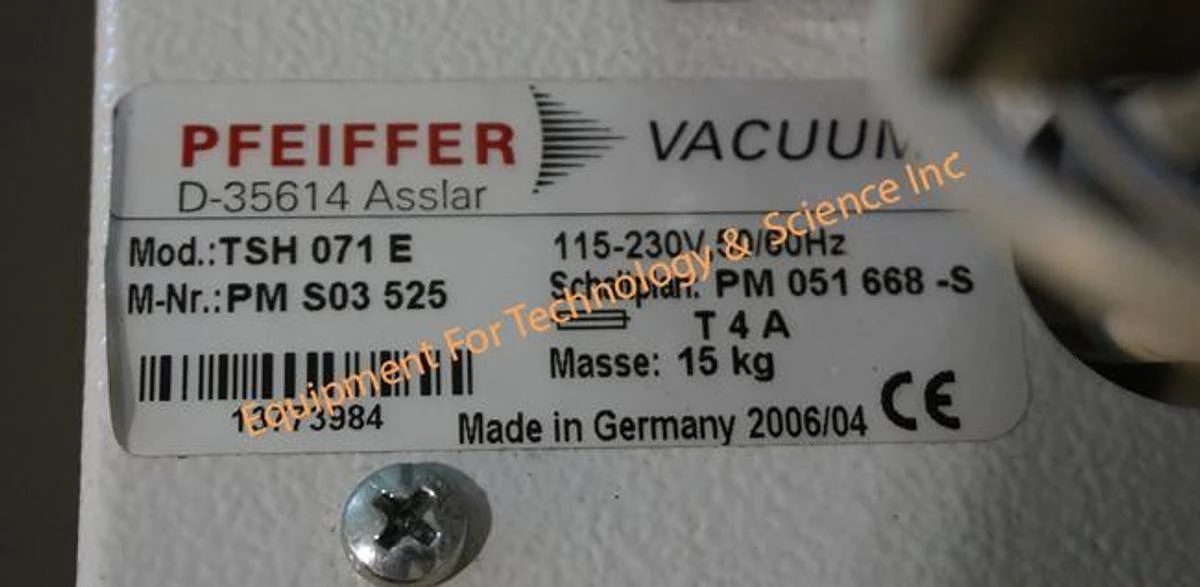 PFEIFFER VACUUM
D-35614 Asslar
Mod.:TSH 071 E
M-Nr.:PM S03 525
115-230V,50/60Hz
Schaltplan: PM 051 668 -S
T 4 A
Masse: 15 kg
Made in Germany 2006/04
CE
Equipment For Technology & Science Inc